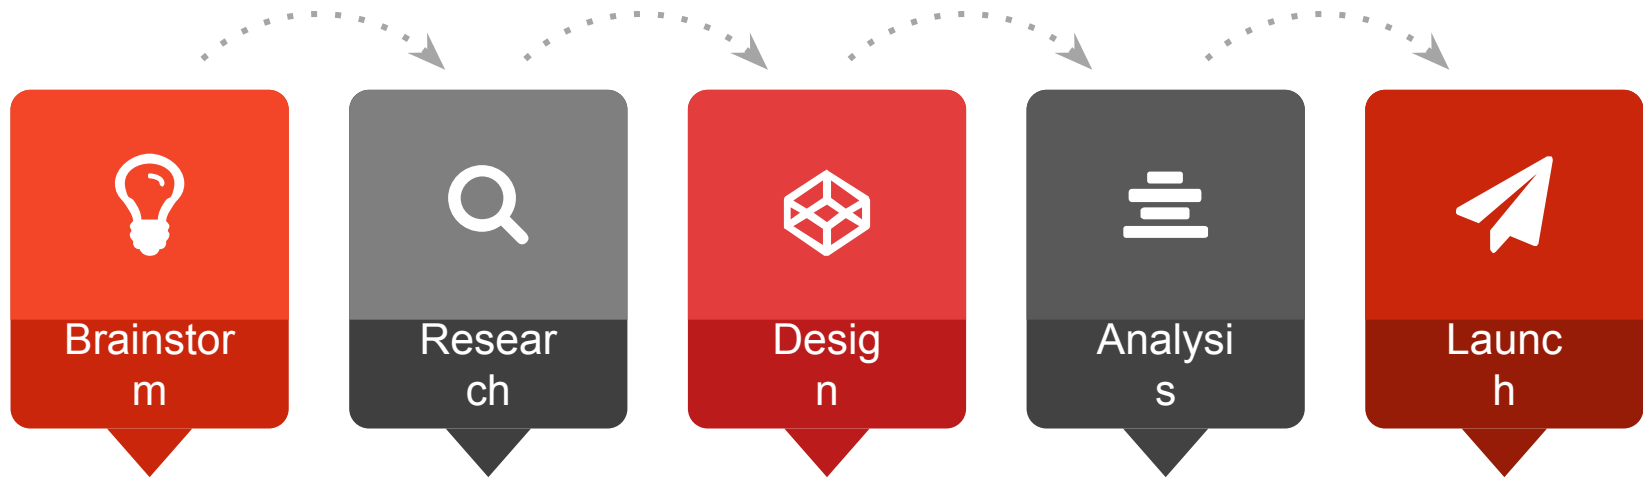 Brainstor
m
Resear
ch
Desig
n
Analysi
s
Launc
h